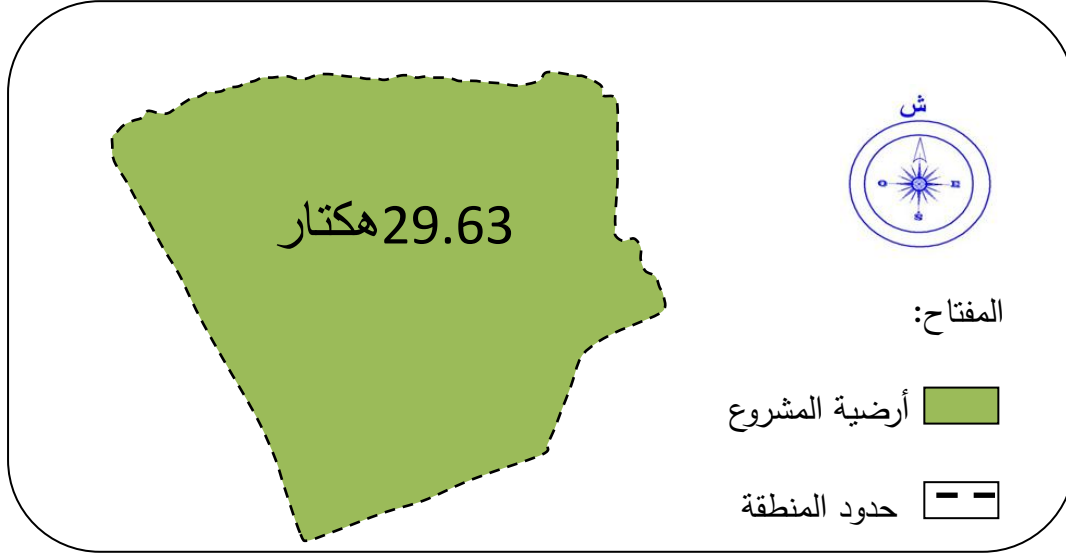 ش
29.63هكتار
المفتاح:
أرضية المشروع
حدود المنطقة